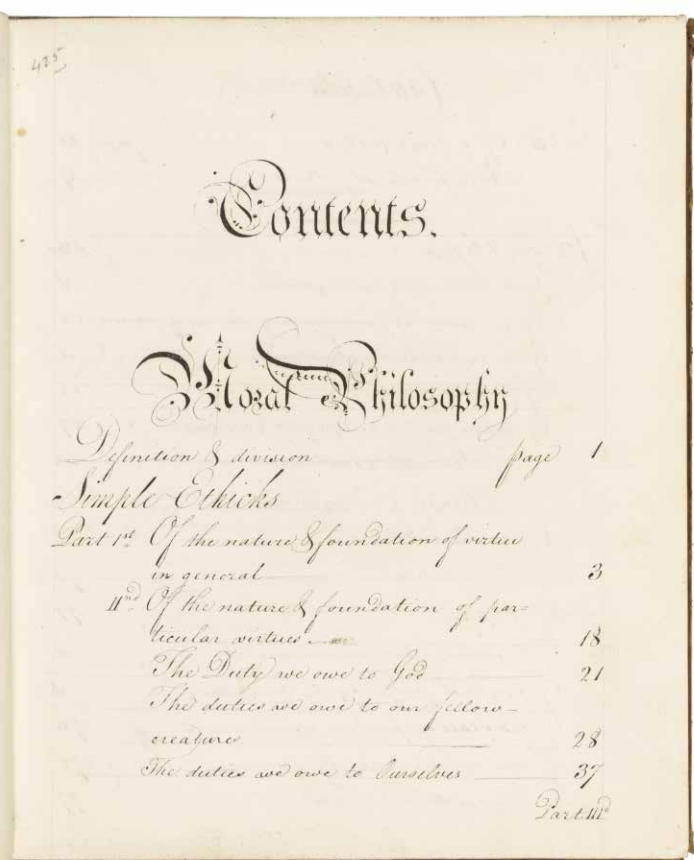 425
Contents.
Moral Philosophy
Definition & division page 1
Simple Ethicks
Part 1st Of the nature & foundation of virtue
in general 3
IInd Of the nature & foundation of par=
ticular virtues 18
The Duty we owe to God 21
The duties we owe to our fellow-
creatures 28
The duties we owe to Ourselves 37
Part IIId